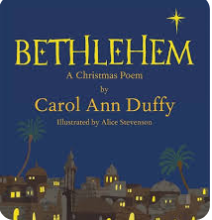 BETHLEHEM
A Christmas Poem
by
Carol Ann Duffy
Illustrated by Alice Stevenson